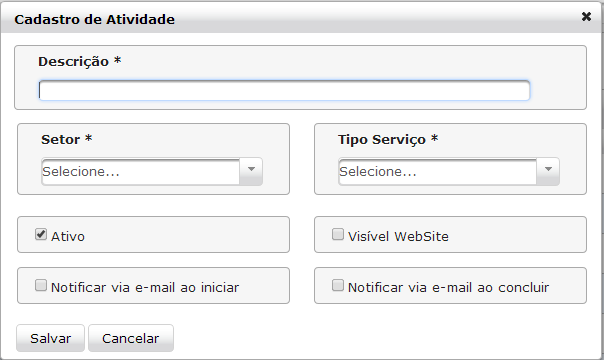 Cadastro de Atividade
Descrição *
Setor *
Tipo Serviço *
Selecione...
Selecione...
Ativo
Visível WebSite
Notificar via e-mail ao iniciar
Notificar via e-mail ao concluir
Salvar
Cancelar